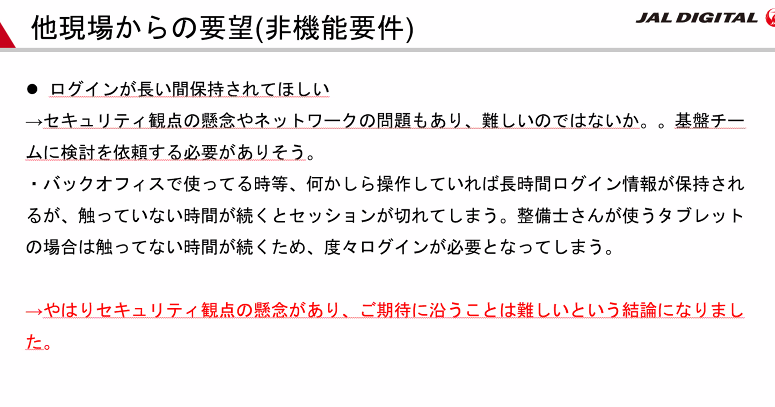 他現場からの要望(非機能要件)
JAL DIGITAL
● ログインが長い間保持されてほしい
→セキュリティ観点の懸念やネットワークの問題もあり、難しいのではないか。。基盤チー
ムに検討を依頼する必要がありそう。
・バックオフィスで使ってる時等、何かしら操作していれば長時間ログイン情報が保持され
るが、触っていない時間が続くとセッションが切れてしまう。整備士さんが使うタブレット
の場合は触ってない時間が続くため、度々ログインが必要となってしまう。
→やはりセキュリティ観点の懸念があり、ご期待に沿うことは難しいという結論になりまし
た。